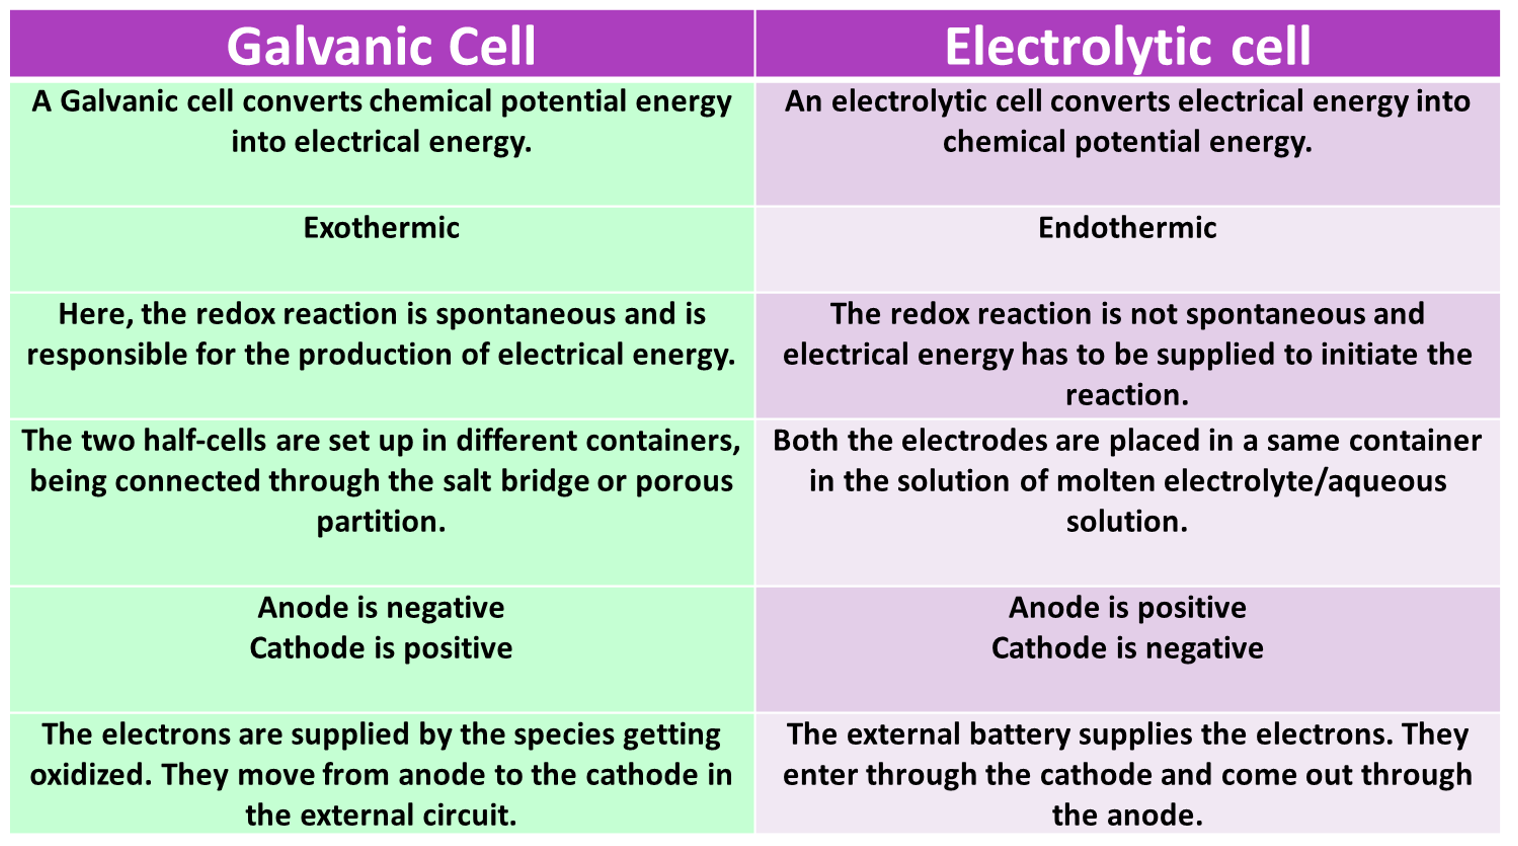 Galvanic Cell
Electrolytic cell
A Galvanic cell converts chemical potential energy
into electrical energy.
An electrolytic cell converts electrical energy into
chemical potential energy.
Exothermic
Endothermic
Here, the redox reaction is spontaneous and is
responsible for the production of electrical energy.
The redox reaction is not spontaneous and
electrical energy has to be supplied to initiate the
reaction.
The two half-cells are set up in different containers,
being connected through the salt bridge or porous
partition.
Both the electrodes are placed in a same container
in the solution of molten electrolyte/aqueous
solution.
Anode is negative
Cathode is positive
Anode is positive
Cathode is negative
The electrons are supplied by the species getting
oxidized. They move from anode to the cathode in
the external circuit.
The external battery supplies the electrons. They
enter through the cathode and come out through
the anode.